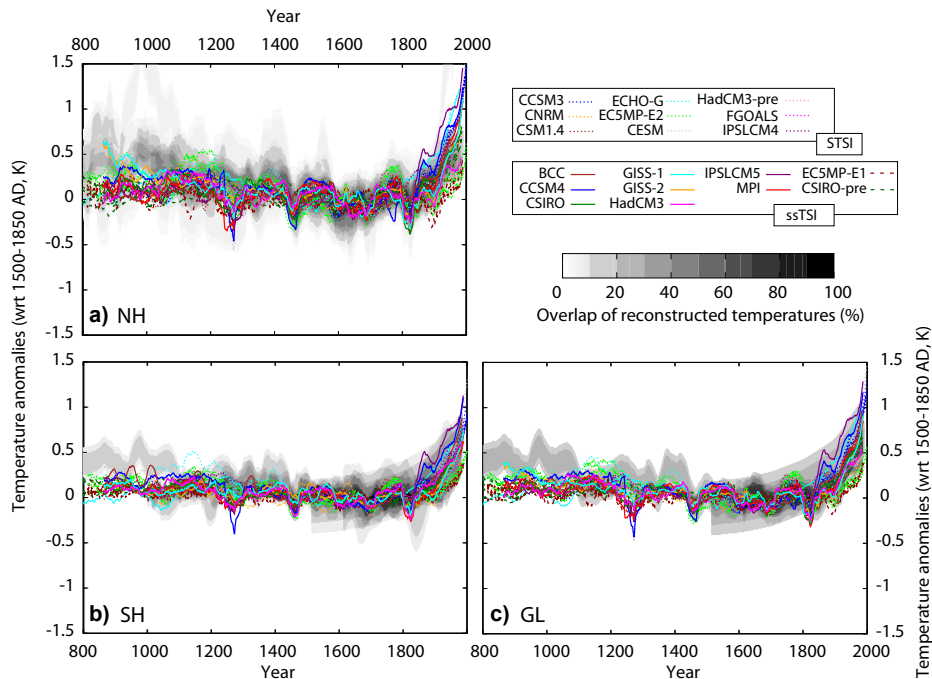 Year
800 1000 1200 1400 1600 1800 2000
1.5
1
0.5
0
-0.5
-1
-1.5
a) NH
Temperature anomalies (wrt 1500-1850 AD, K)
CCSM3 ECHO-G HadCM3-pre
CNRM EC5MP-E2 FGOALS
CSM1.4 CESM IPSLCM4
STSI
BCC GISS-1 IPSLCM5 EC5MP-E1
CCSM4 GISS-2 MPI CSIRO-pre
CSIRO HadCM3
ssTSI
0 20 40 60 80 100
Overlap of reconstructed temperatures (%)
1.5
1
0.5
0
-0.5
-1
-1.5
b) SH
800 1000 1200 1400 1600 1800
Year
c) GL
800 1000 1200 1400 1600 1800 2000
Year
1.5
1
0.5
0
-0.5
-1
-1.5
Temperature anomalies (wrt 1500-1850 AD, K)